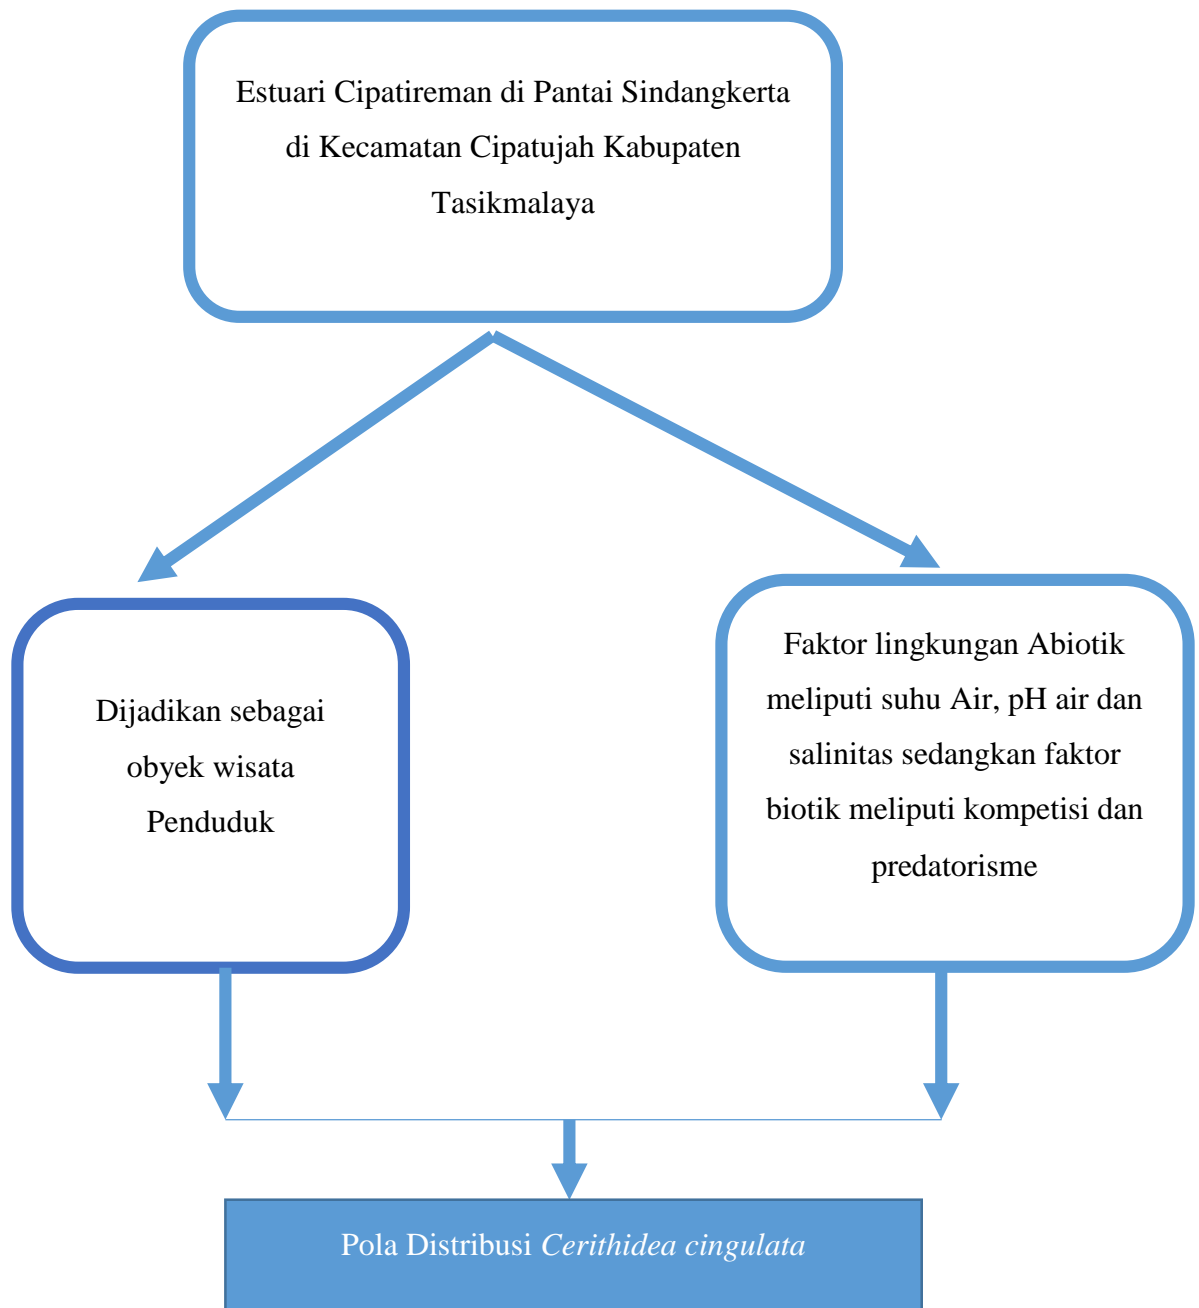 Estuari Cipatireman di Pantai Sindangkerta
di Kecamatan Cipatujah Kabupaten
Tasikmalaya
Dijadikan sebagai
obyek wisata
Penduduk
Faktor lingkungan Abiotik
meliputi suhu Air, pH air dan
salinitas sedangkan faktor
biotik meliputi kompetisi dan
predatorisme
Pola Distribusi Cerithidea cingulata